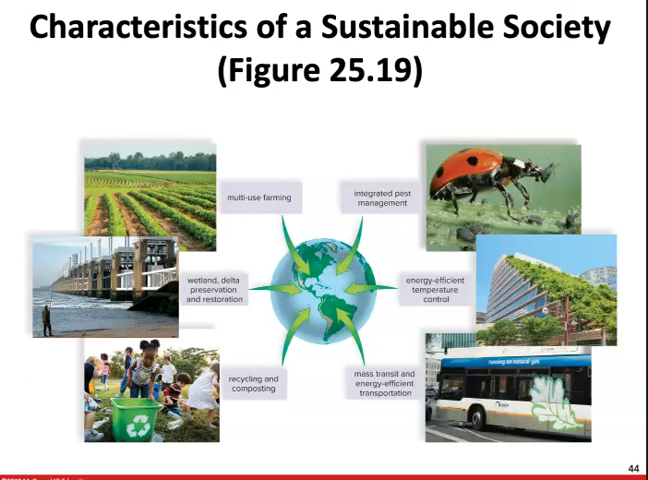 Characteristics of a Sustainable Society
(Figure 25.19)
multi-use farming
integrated pest
management
wetland, delta
preservation
and restoration
energy-efficient
temperature
control
recycling and
composting
mass transit and
energy-efficient
transportation
running on natural gas
44